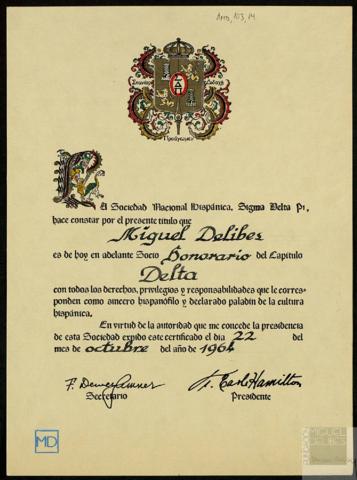 AMD, 103, 14
Προάγωμεν
La Sociedad Nacional Hispánica, Sigma Delta Pi,
hace constar por el presente título que
Miguel Delibes
es de hoy en adelante Socio Honorario del Capítulo
Delta
con todos los derechos, privilegios y responsabilidades que le corres-
ponden como sincero hispanófilo y declarado paladín de la cultura
hispánica.
En virtud de la autoridad que me concede la presidencia
de esta Sociedad expido este certificado el día 22 del
mes de octubre del año de 1964
F. Dewey Amner T. Earle Hamilton
Secretario Presidente
MD